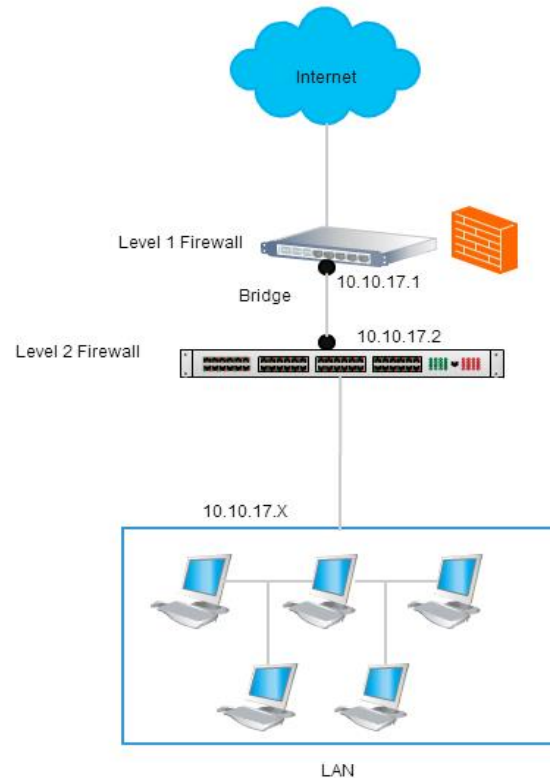 Internet
Level 1 Firewall
10.10.17.1
Bridge
10.10.17.2
Level 2 Firewall
10.10.17.X
LAN